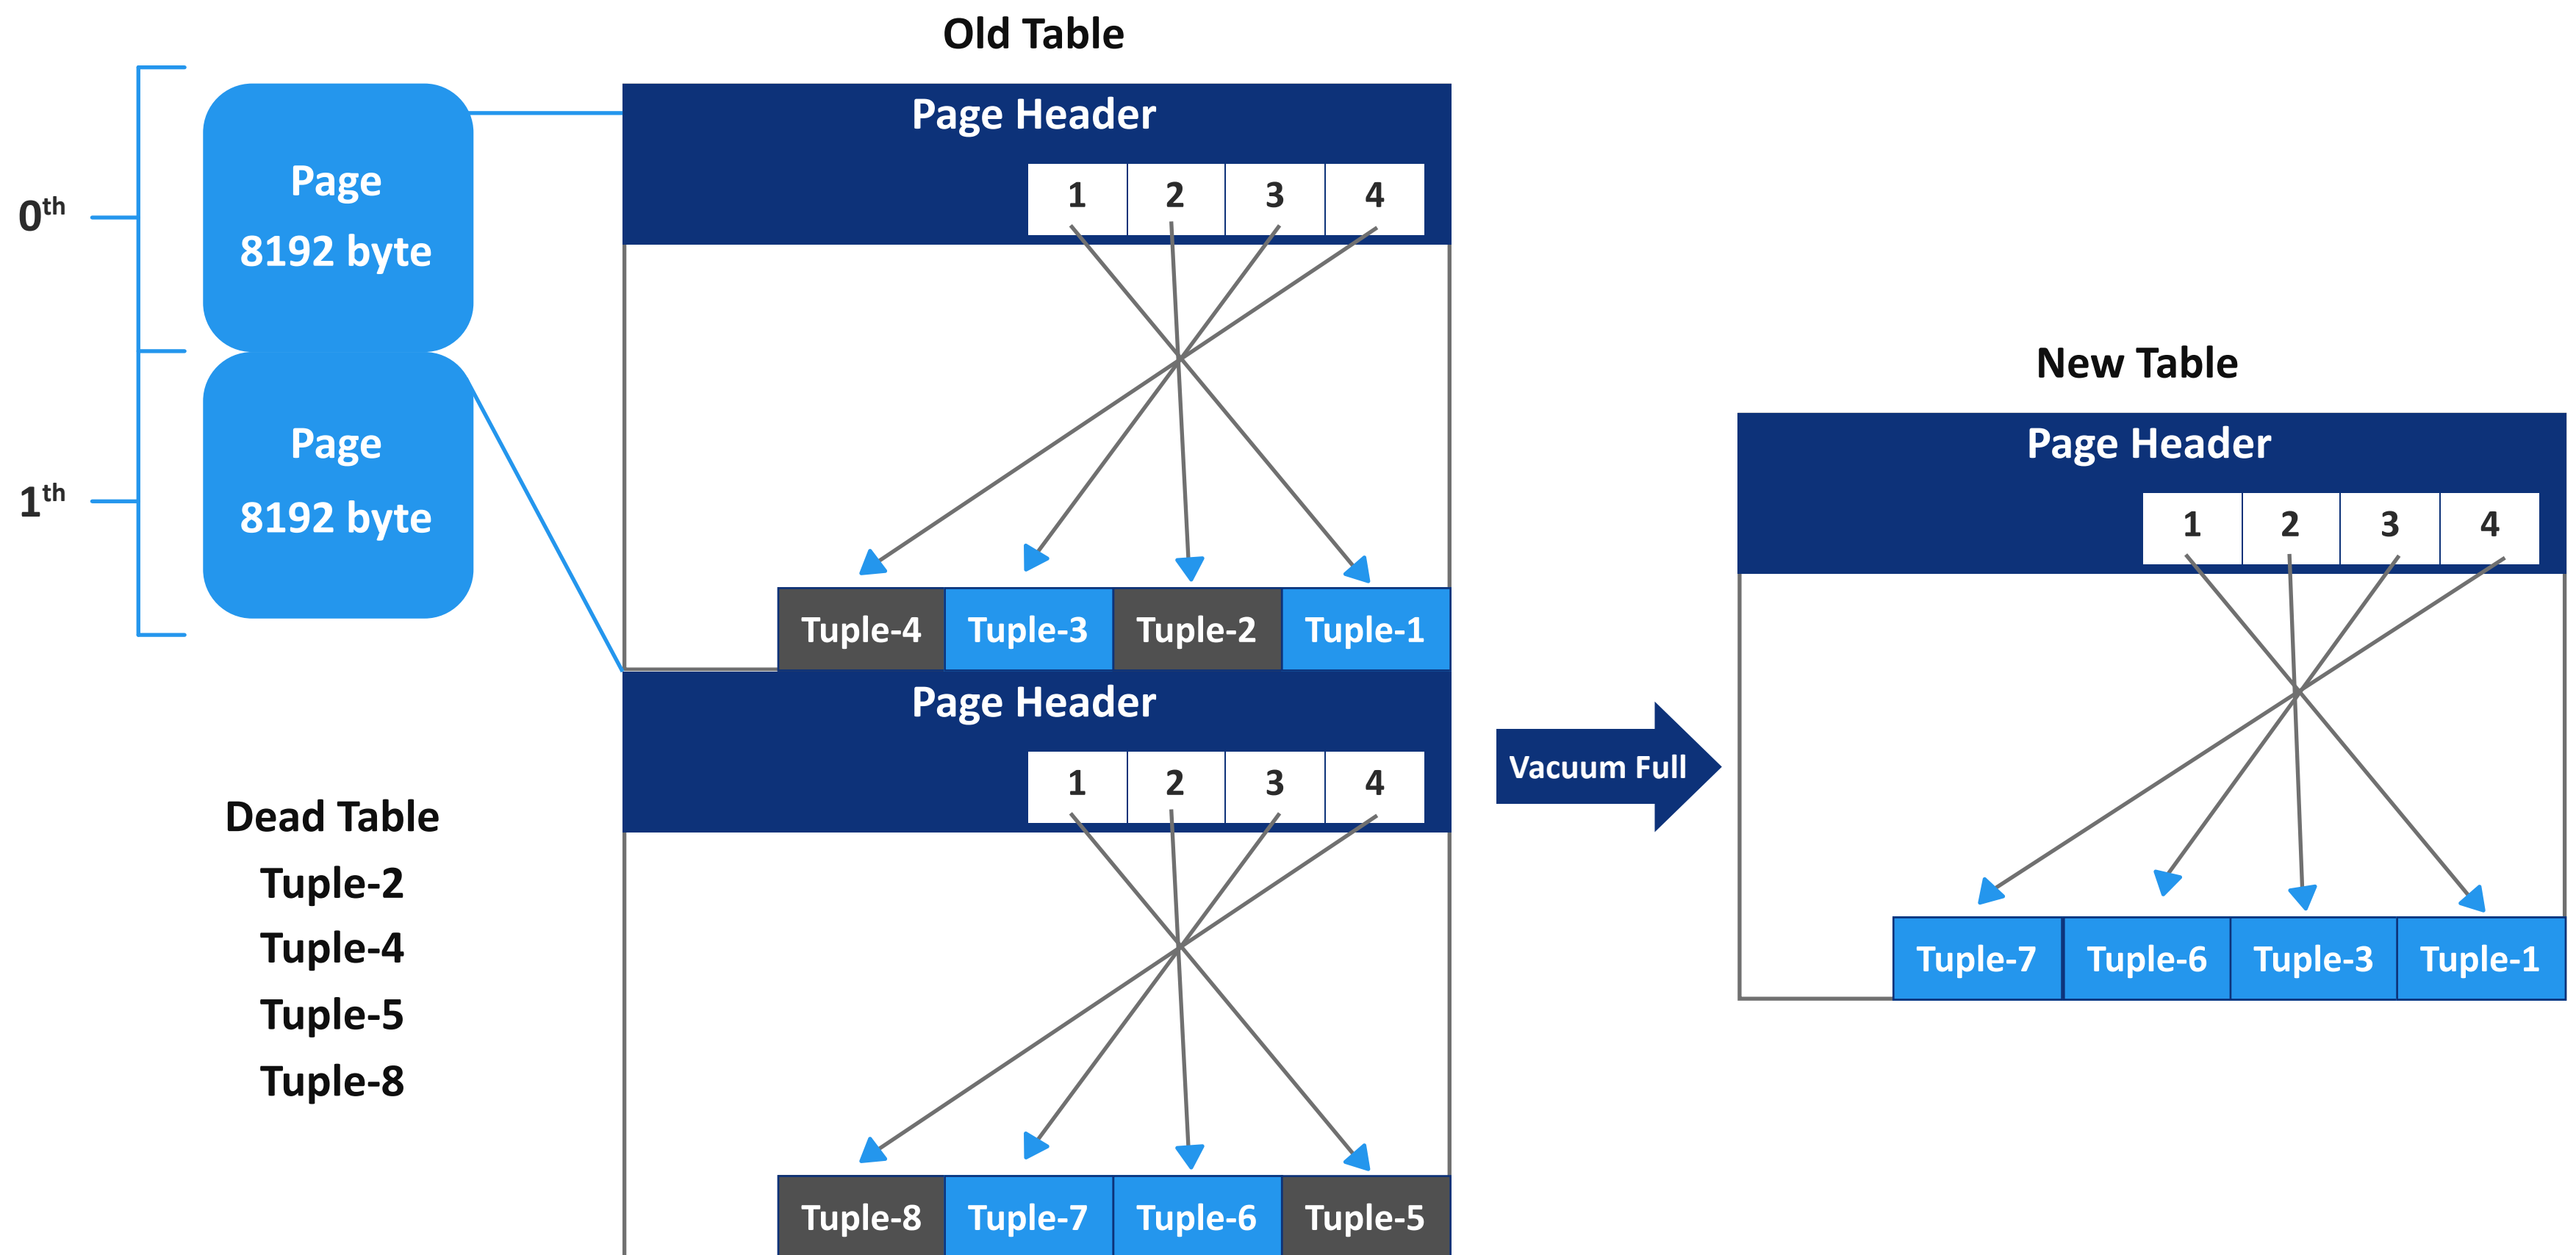 Old Table
0th
Page
8192 byte
1th
Page
8192 byte
Page Header
1 2 3 4
Tuple-4 Tuple-3 Tuple-2 Tuple-1
Page Header
1 2 3 4
Tuple-8 Tuple-7 Tuple-6 Tuple-5
Dead Table
Tuple-2
Tuple-4
Tuple-5
Tuple-8
Vacuum Full
New Table
Page Header
1 2 3 4
Tuple-7 Tuple-6 Tuple-3 Tuple-1